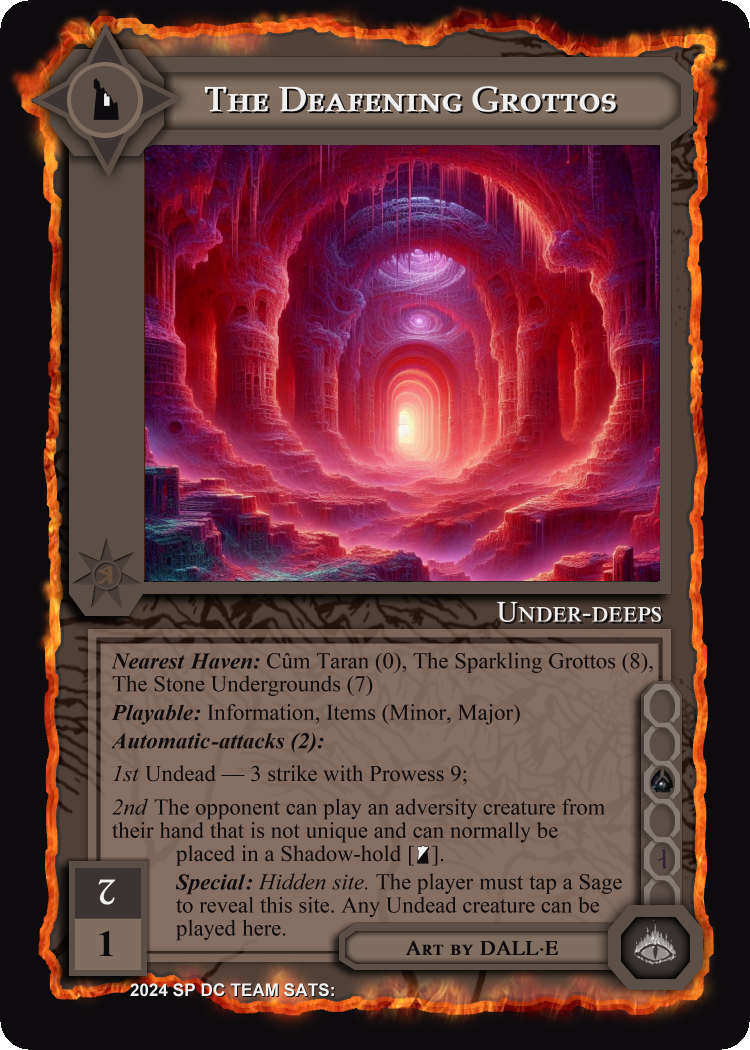 The Deafening Grottos
Under-deeps
Nearest Haven: Cûm Taran (0), The Sparkling Grottos (8),
The Stone Undergrounds (7)
Playable: Information, Items (Minor, Major)
Automatic-attacks (2):
1st Undead — 3 strike with Prowess 9;
2nd The opponent can play an adversity creature from
their hand that is not unique and can normally be
placed in a Shadow-hold [ ].
Special: Hidden site. The player must tap a Sage
to reveal this site. Any Undead creature can be
played here.
1
Art by DALL·E
2024 SP DC TEAM SATS: